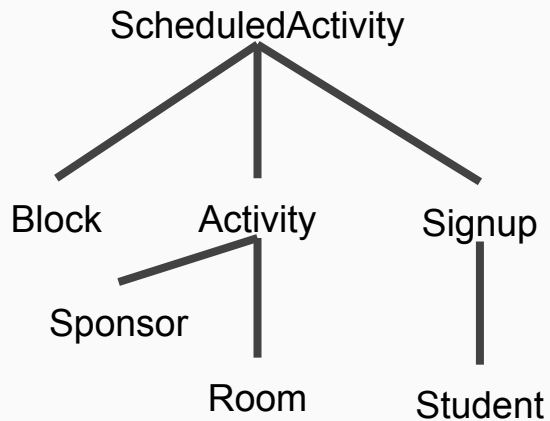 ScheduledActivity
Block
Activity
Signup
Sponsor
Room
Student